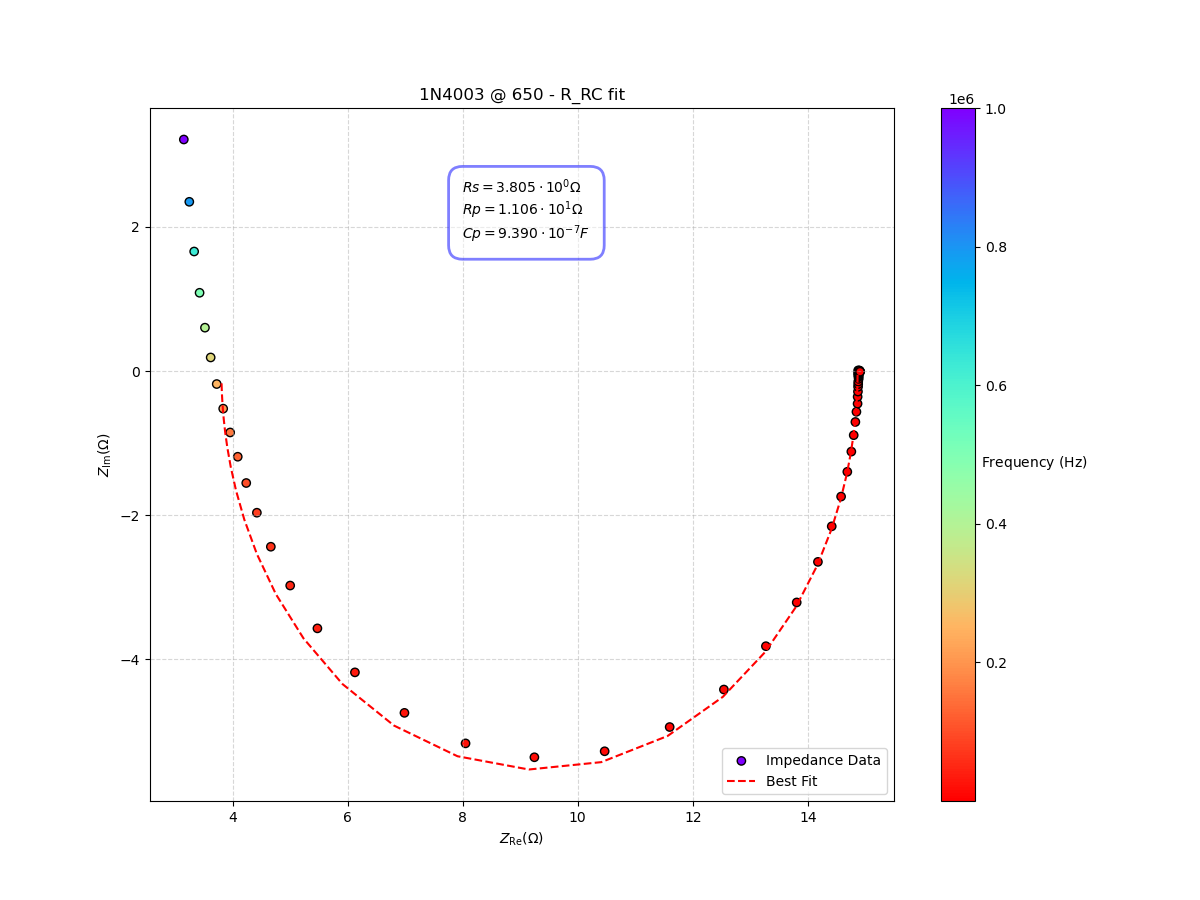 1N4003 @ 650 - R_RC fit
1e6
1.0
0.8
0.6
Frequency (Hz)
0.4
0.2
Rs = 3.805 · 10⁰Ω
Rp = 1.106 · 10¹Ω
Cp = 9.390 · 10⁻⁷F
2
0
−2
−4
Z_Im(Ω)
Impedance Data
Best Fit
4 6 8 10 12 14
Z_Re(Ω)